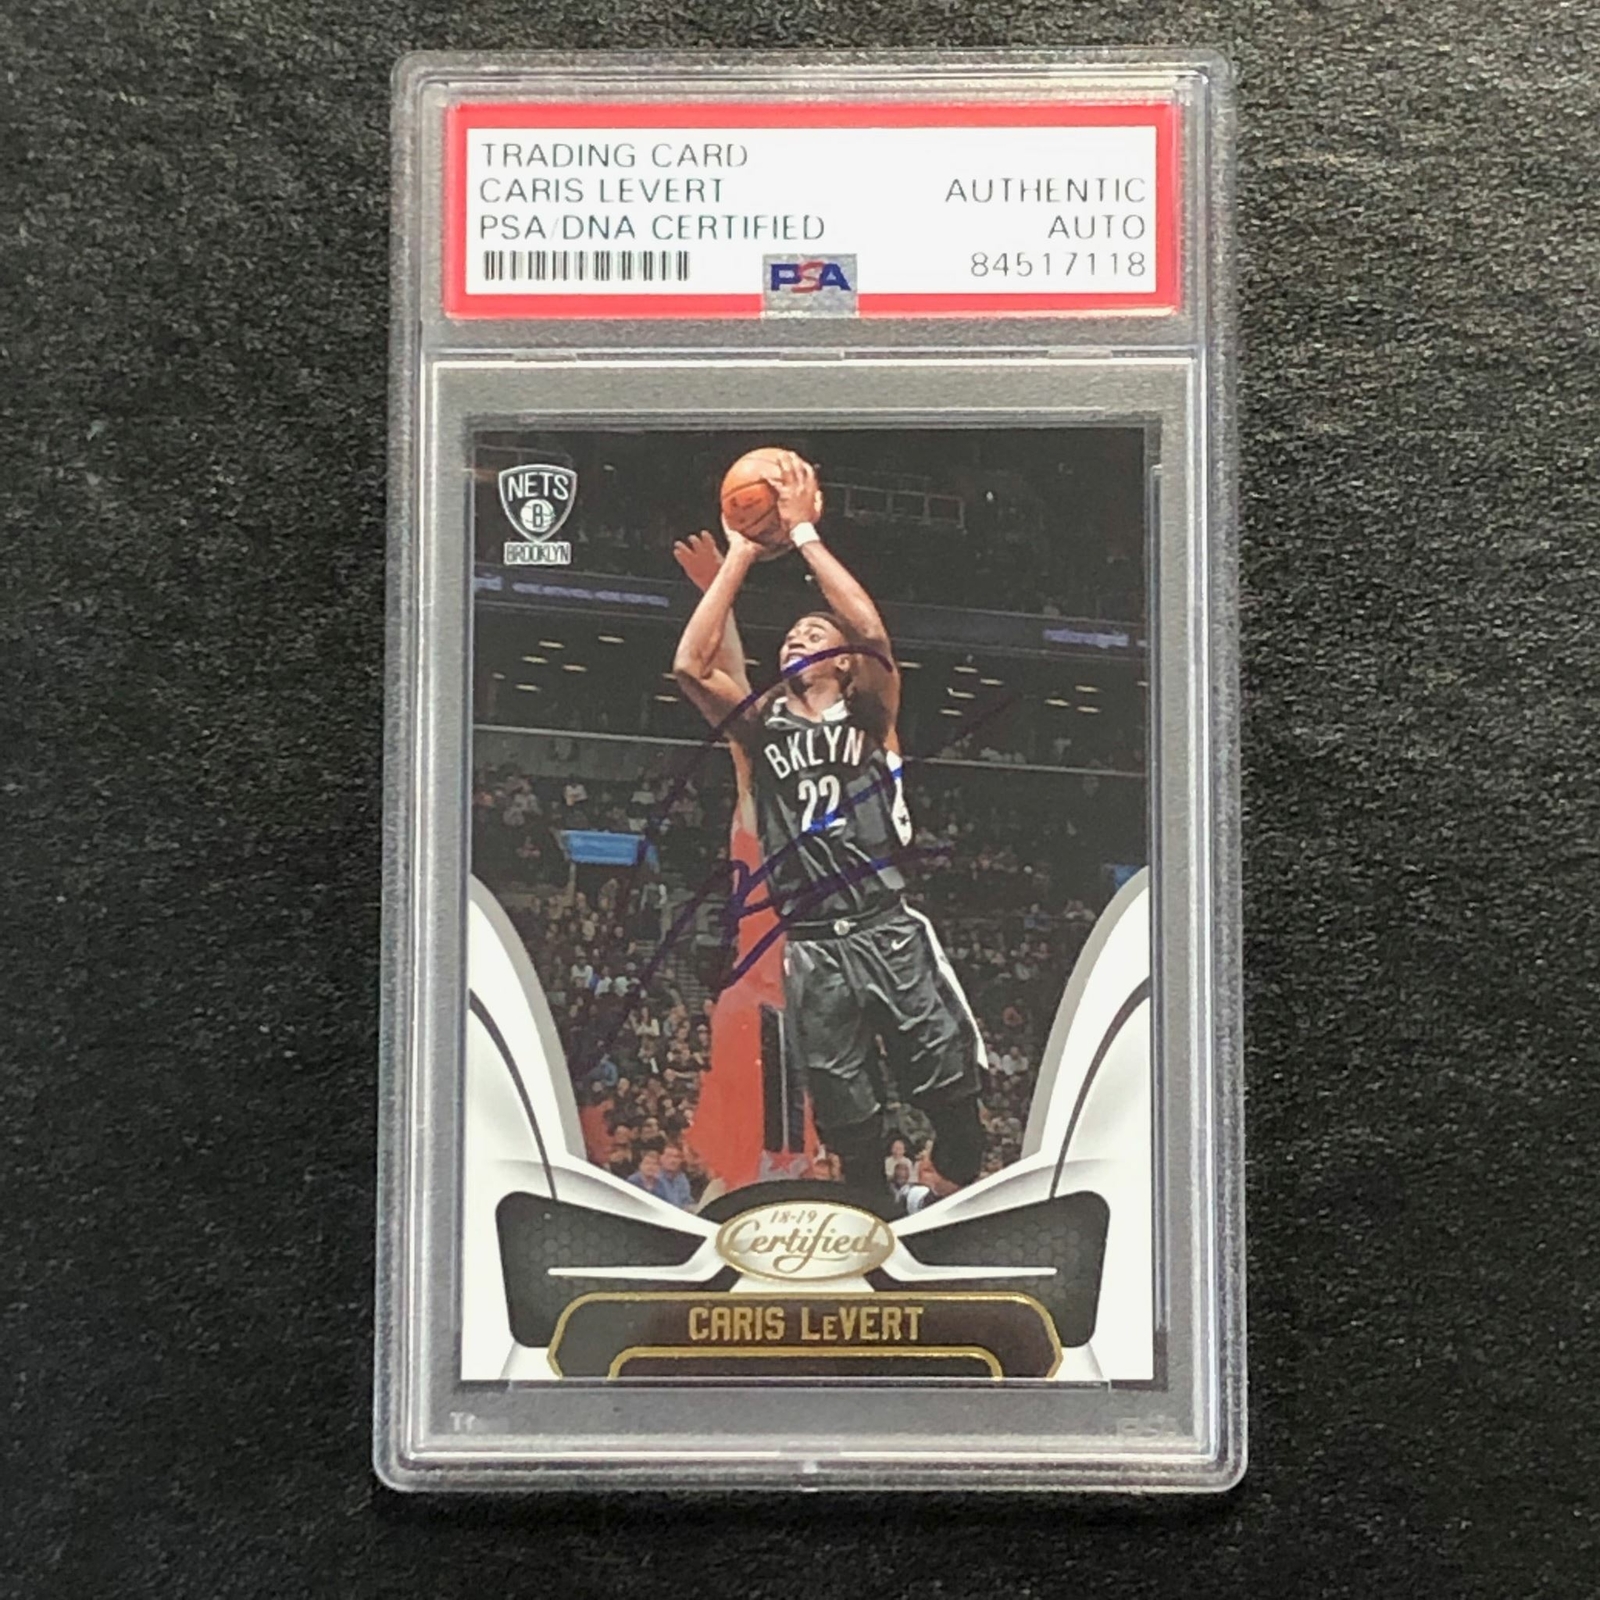 TRADING CARD
CARIS LEVERT
PSA/DNA CERTIFIED
AUTHENTIC
AUTO
84517118
PSA
NETS
B
BROOKLYN
BKLYN
22
18-19
Certified
CARIS LeVERT